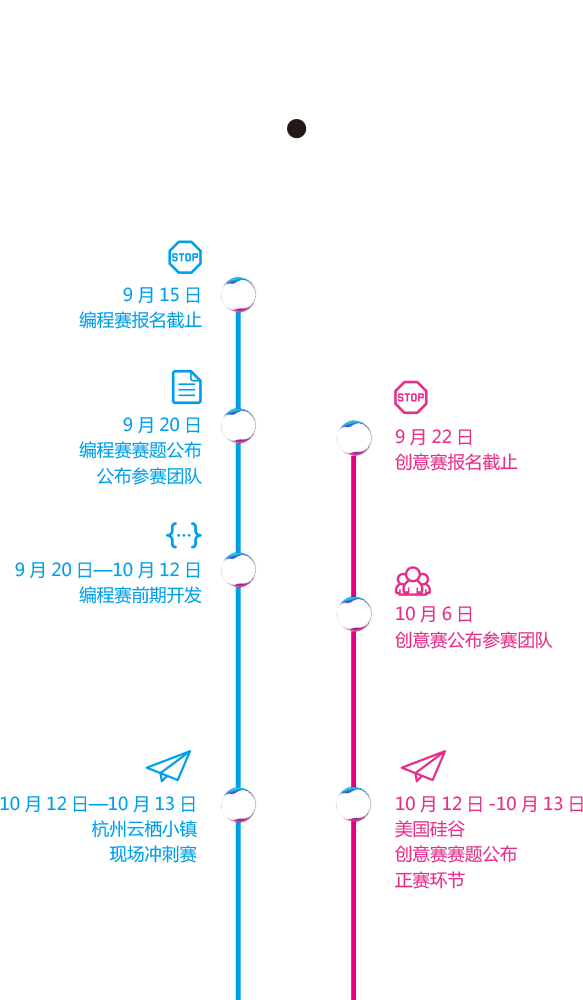 STOP
9 月 15 日
编程赛报名截止
9 月 20 日
编程赛赛题公布
公布参赛团队
{···}
9 月 20 日—10 月 12 日
编程赛前期开发
10 月 12 日—10 月 13 日
杭州云栖小镇
现场冲刺赛
STOP
9 月 22 日
创意赛报名截止
10 月 6 日
创意赛公布参赛团队
10 月 12 日 -10 月 13 日
美国硅谷
创意赛赛题公布
正赛环节